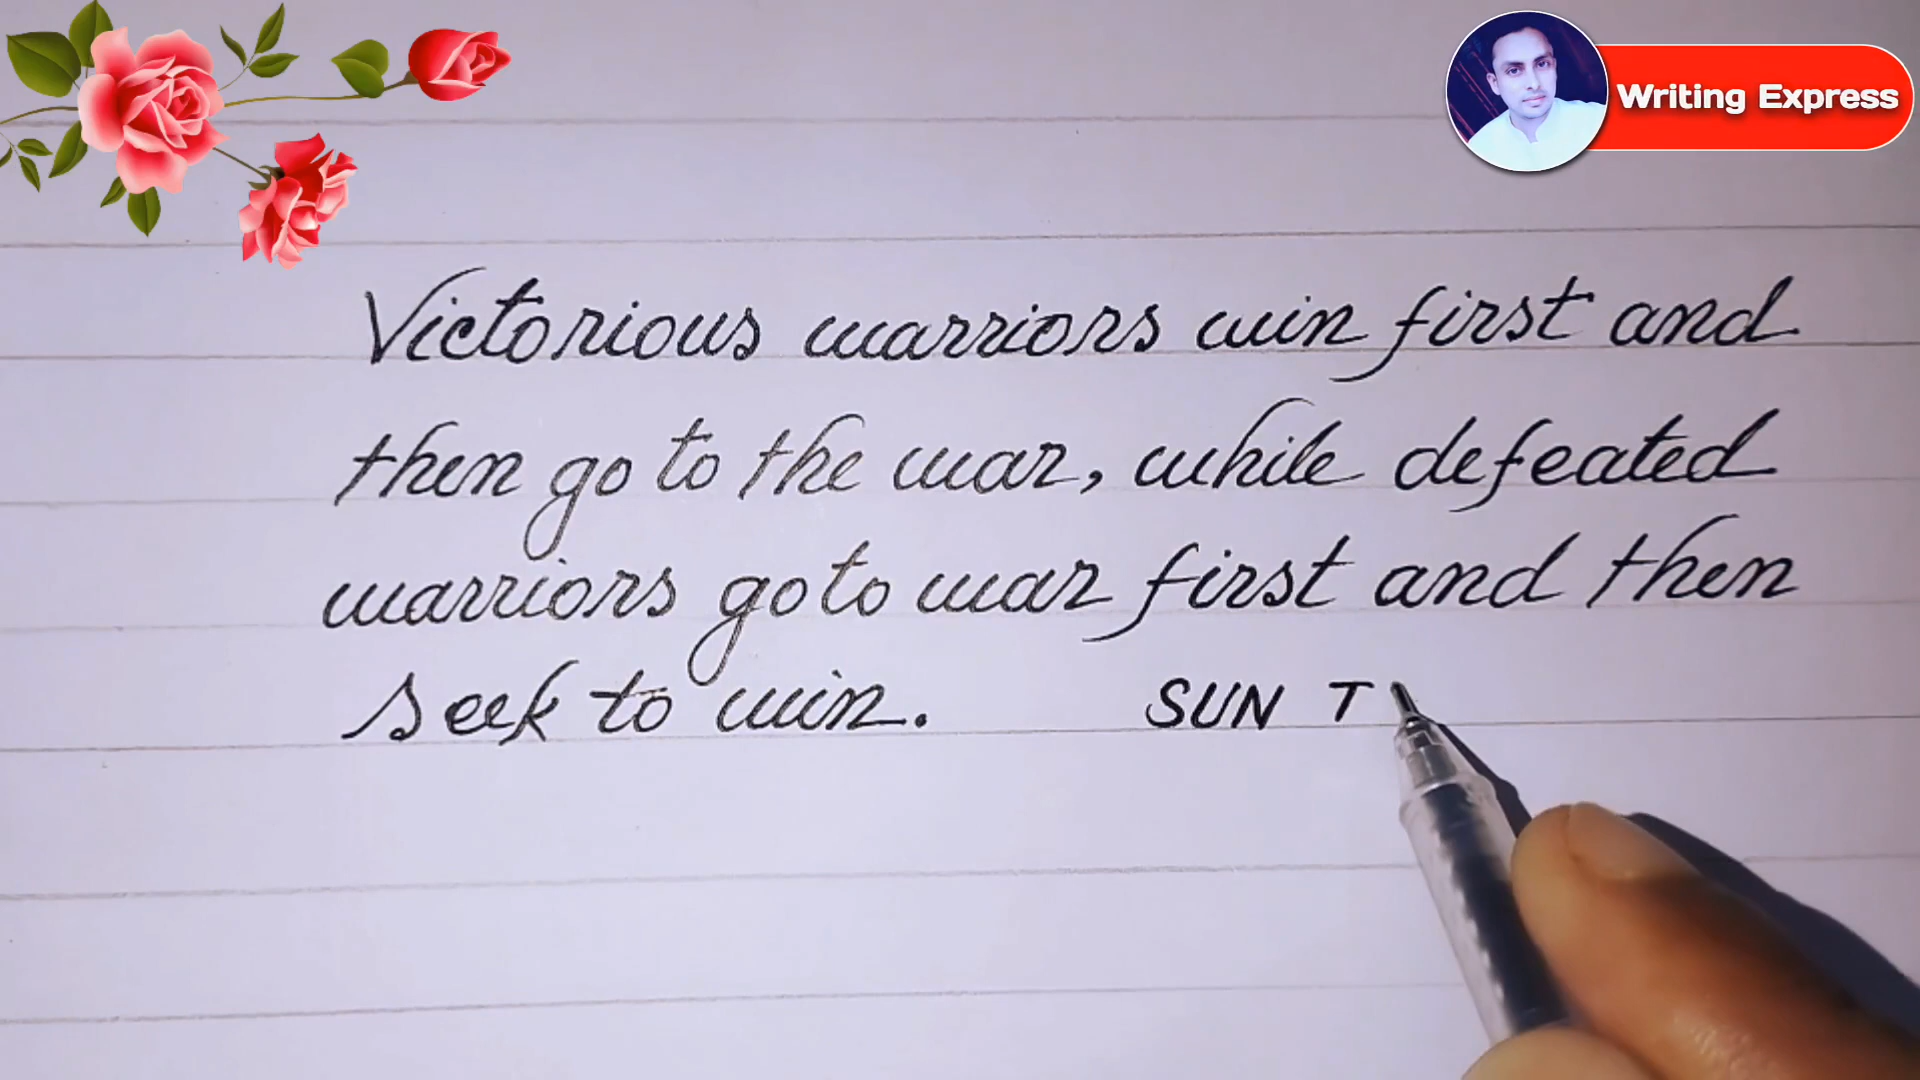 Writing Express
Victorious warriors win first and
then go to the war, while defeated
warriors go to war first and then
seek to win.
SUN T